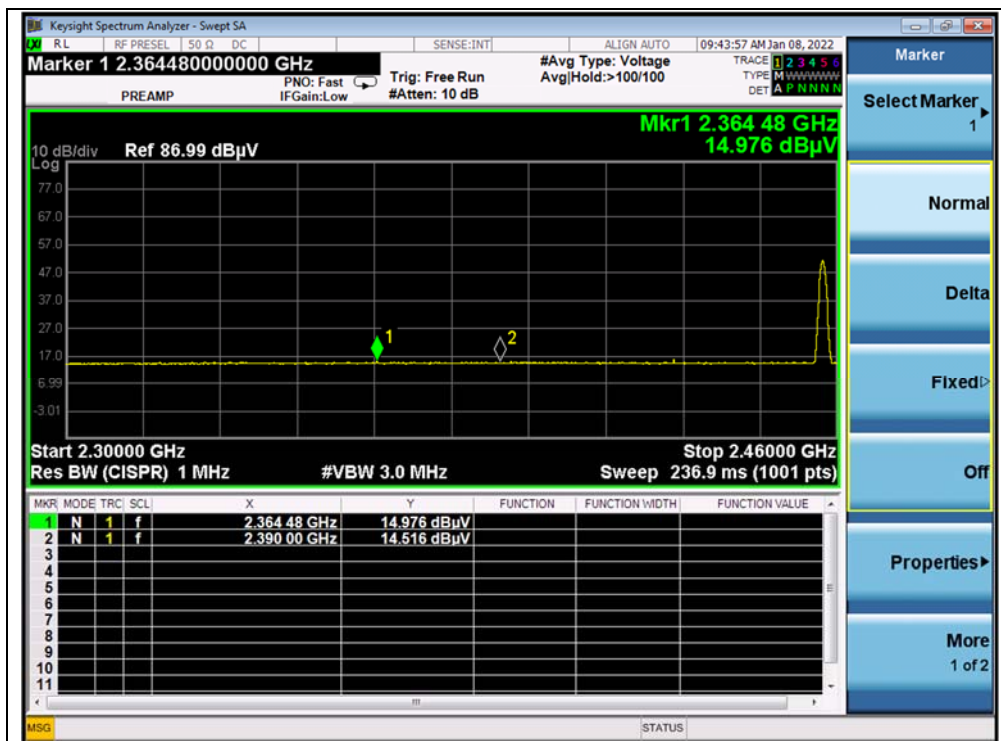 Keysight Spectrum Analyzer - Swept SA
LXI RL RF PRESEL 50 Ω DC SENSE:INT ALIGN AUTO 09:43:57 AM Jan 08, 2022
Marker 1 2.364480000000 GHz
#Avg Type: Voltage
TRACE 1 2 3 4 5 6
PNO: Fast Trig: Free Run Avg|Hold:>100/100
TYPE M WWWWW
PREAMP IFGain:Low #Atten: 10 dB
DET A P N N N N
Mkr1 2.364 48 GHz
14.976 dBµV
10 dB/div Ref 86.99 dBµV
Log
77.0
67.0
57.0
47.0
37.0
27.0
17.0
6.99
-3.01
1
2
Start 2.30000 GHz Stop 2.46000 GHz
Res BW (CISPR) 1 MHz #VBW 3.0 MHz Sweep 236.9 ms (1001 pts)
MKR MODE TRC SCL X Y FUNCTION FUNCTION WIDTH FUNCTION VALUE
1 N 1 f 2.364 48 GHz 14.976 dBµV
2 N 1 f 2.390 00 GHz 14.516 dBµV
3
4
5
6
7
8
9
10
11
MSG STATUS
Marker
Select Marker
1
Normal
Delta
Fixed
Off
Properties
More
1 of 2